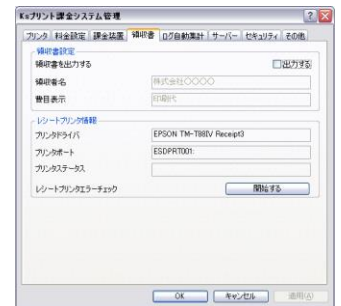 Ksプリント課金システム管理
プリンタ 料金設定 課金装置 領収書 ログ自動集計 サーバー セキュリティ その他
領収書設定
領収書を出力する 出力する
領収書名 株式会社〇〇〇〇
費目表示 印刷代
レシートプリンタ情報
プリンタドライバ EPSON TM-T88IV Receipt3
プリンタポート ESDPRT001:
プリンタステータス
レシートプリンタエラーチェック 開始する
OK キャンセル 適用(A)